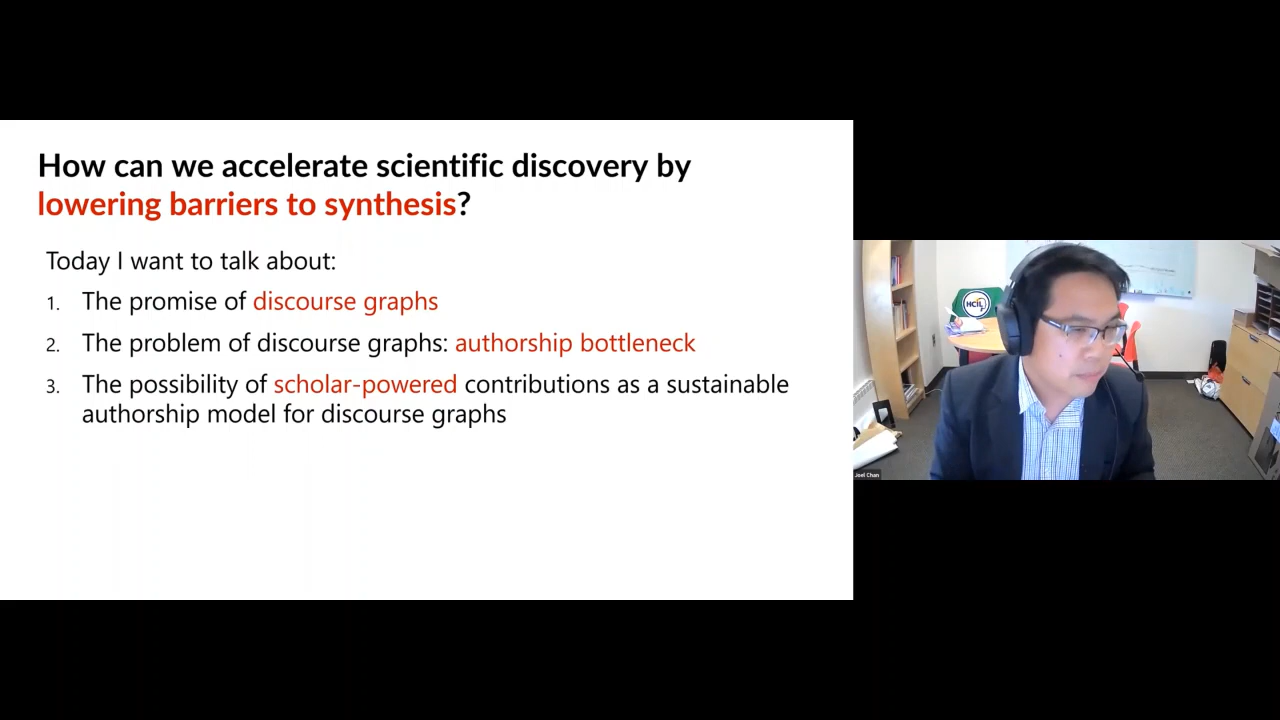 How can we accelerate scientific discovery by
lowering barriers to synthesis?
Today I want to talk about:
1. The promise of discourse graphs
2. The problem of discourse graphs: authorship bottleneck
3. The possibility of scholar-powered contributions as a sustainable
authorship model for discourse graphs
HCIL
Joel Chan